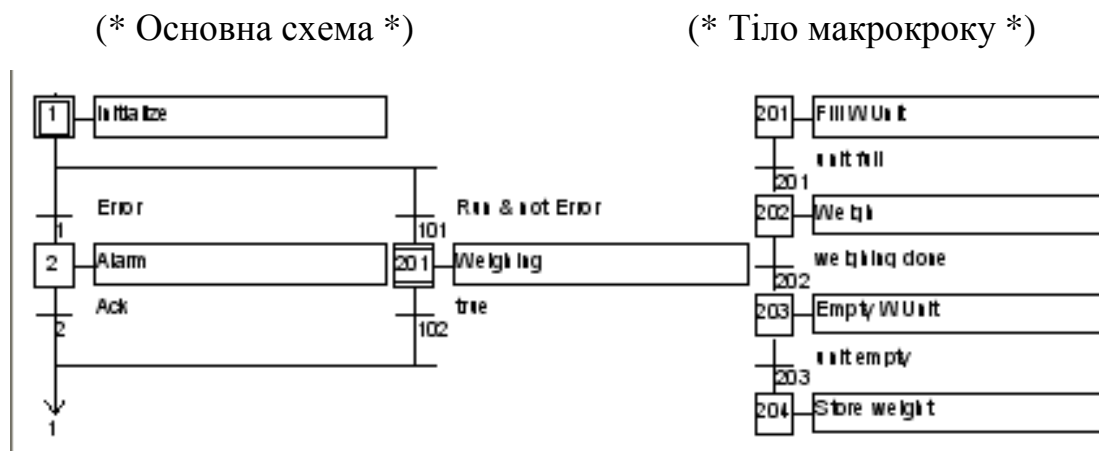 (* Основна схема *)
(* Тіло макрокроку *)
1
Initialize
Error
1
Run & not Error
101
2
Alarm
201
Weighing
Ack
2
true
102
1
201
Fill W Unit
unit full
201
202
Weigh
weighing done
202
203
Empty W Unit
unit empty
203
204
Store weight